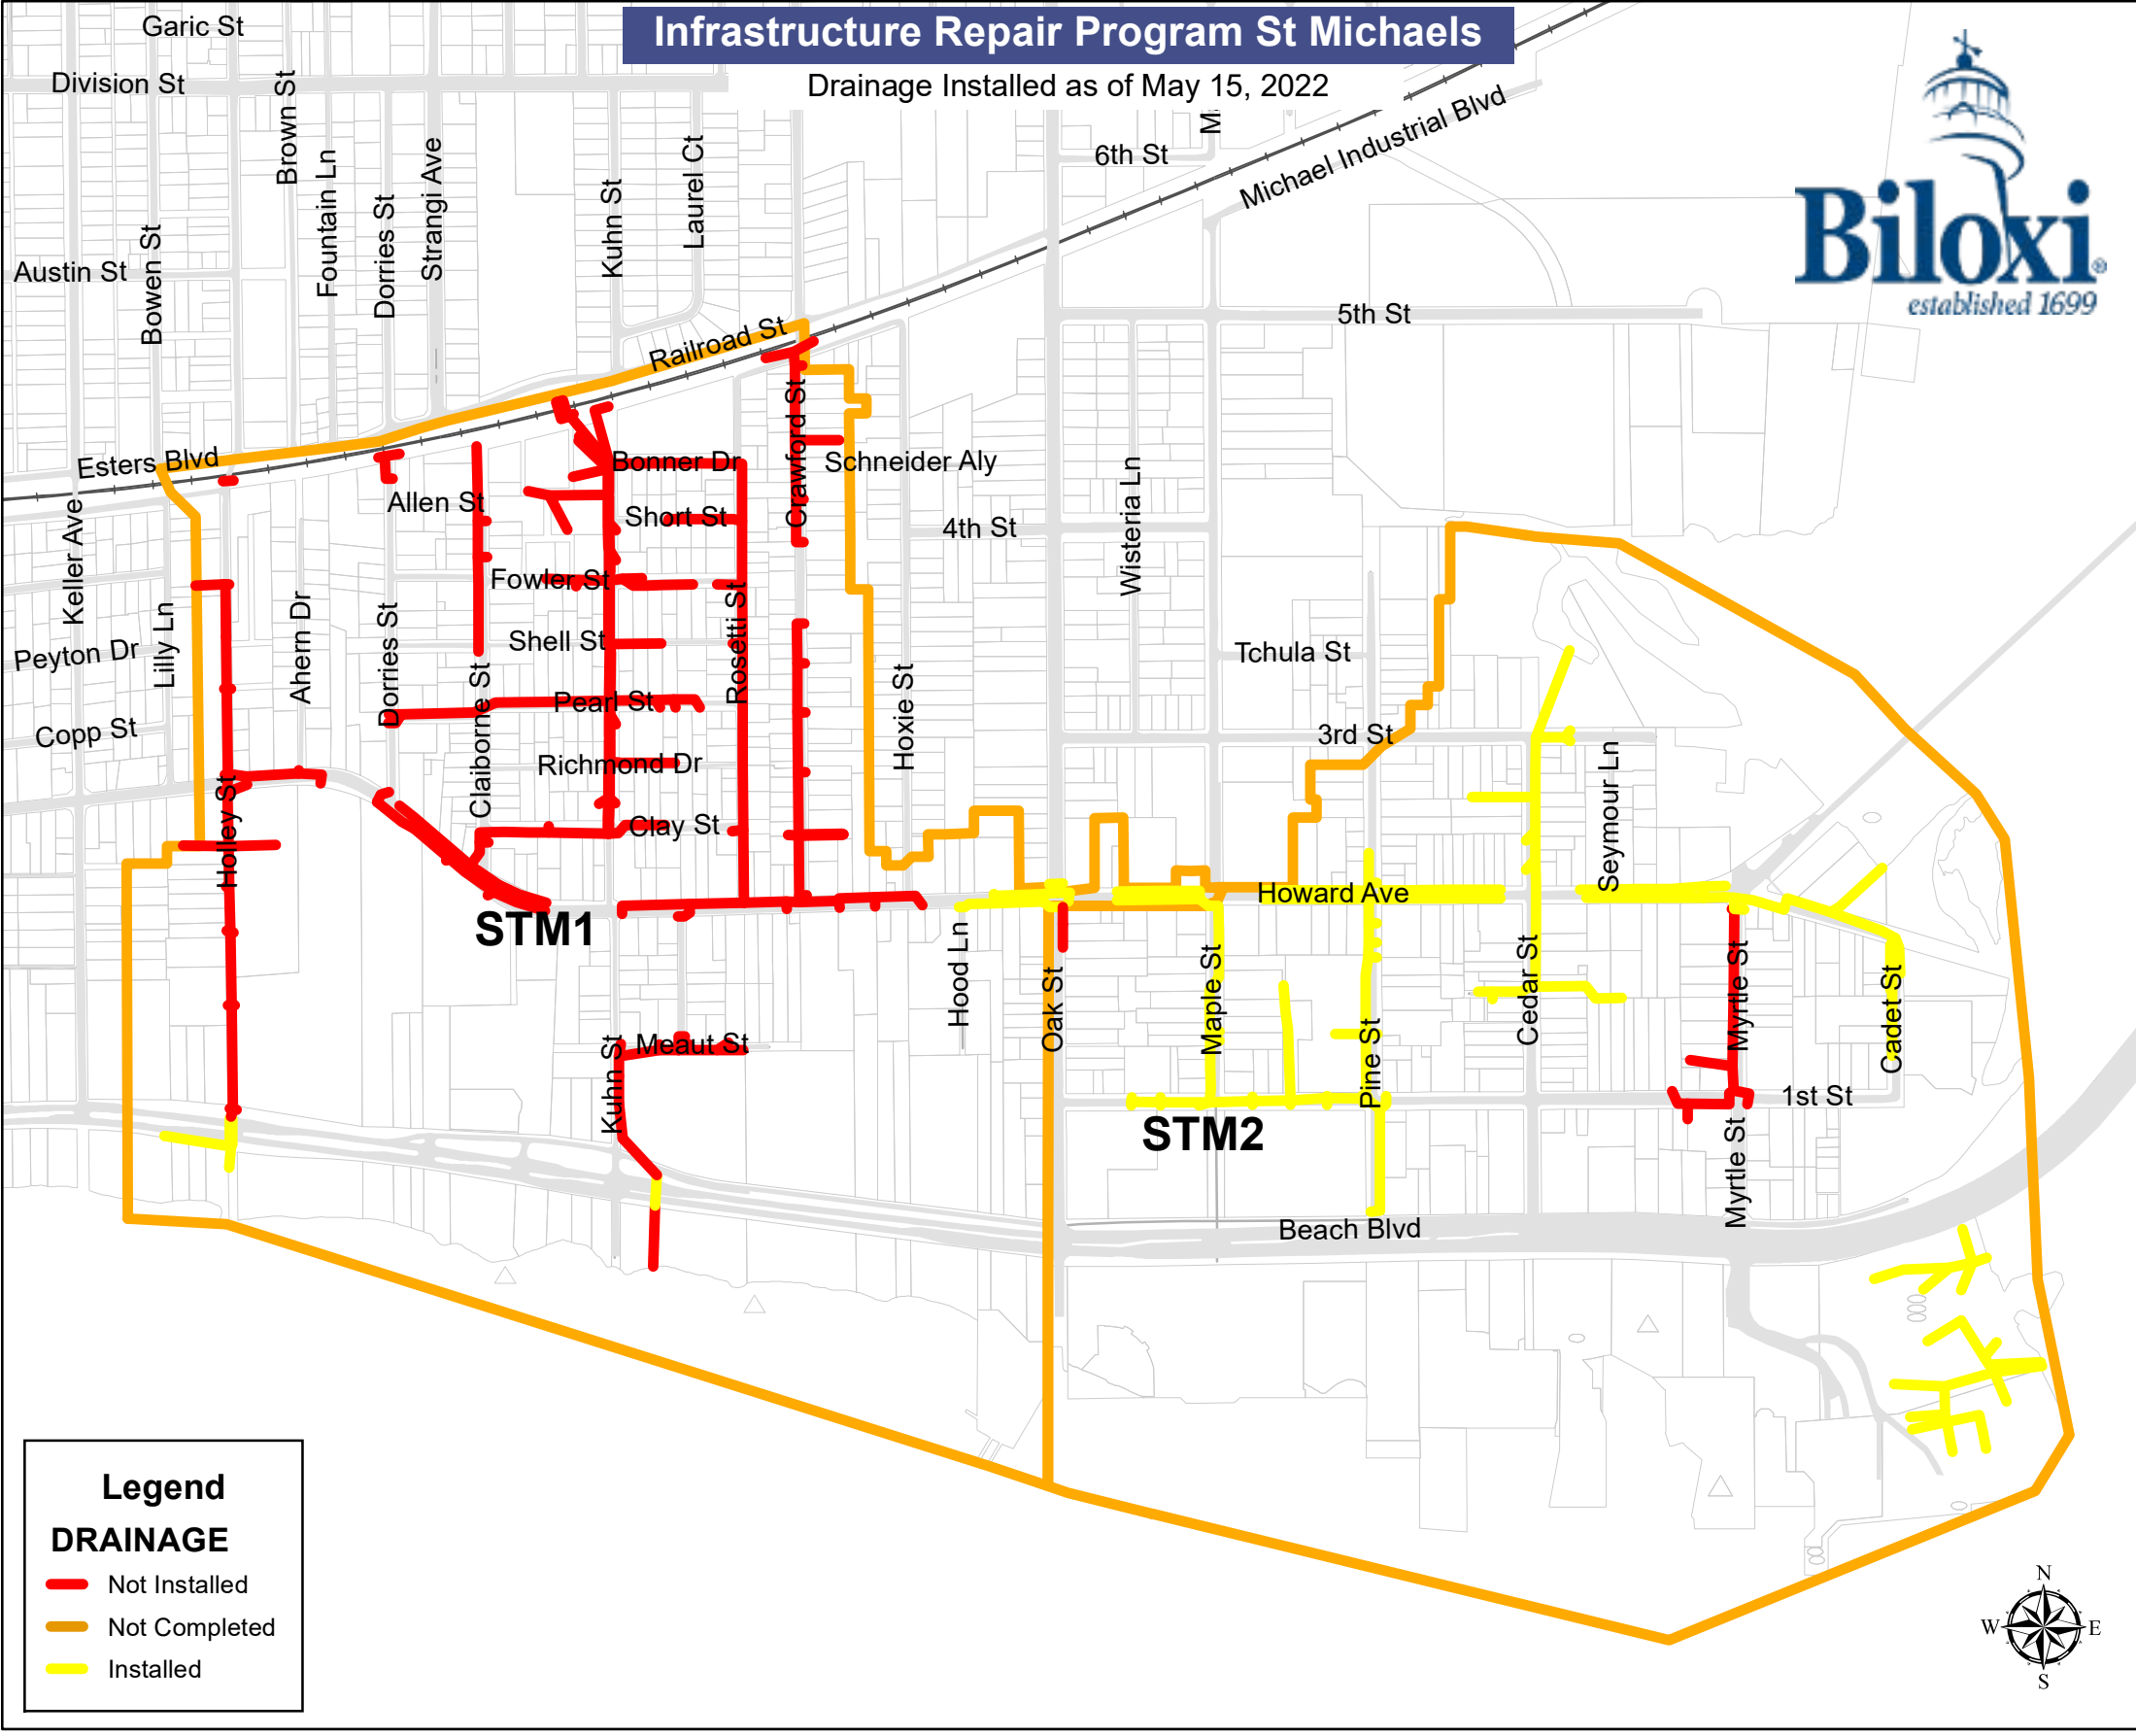 Infrastructure Repair Program St Michaels
Drainage Installed as of May 15, 2022
Biloxi®
established 1699
Garic St
Division St
Brown St
Fountain Ln
Dorries St
Strangi Ave
Kuhn St
Laurel Ct
M
6th St
Michael Industrial Blvd
Austin St
Bowen St
5th St
Railroad St
Esters Blvd
Bonner Dr
Crawford St
Schneider Aly
Keller Ave
Allen St
Short St
4th St
Wisteria Ln
Fowler St
Rosetti St
Lilly Ln
Ahern Dr
Dorries St
Peyton Dr
Shell St
Tchula St
Claiborne St
Pearl St
Hoxie St
Copp St
3rd St
Richmond Dr
Seymour Ln
Holley St
Clay St
Howard Ave
STM1
Hood Ln
Oak St
Maple St
Pine St
Cedar St
Myrtle St
Cadet St
Kuhn St
Meaut St
1st St
STM2
Myrtle St
Beach Blvd
Legend
DRAINAGE
Not Installed
Not Completed
Installed
N
W
E
S